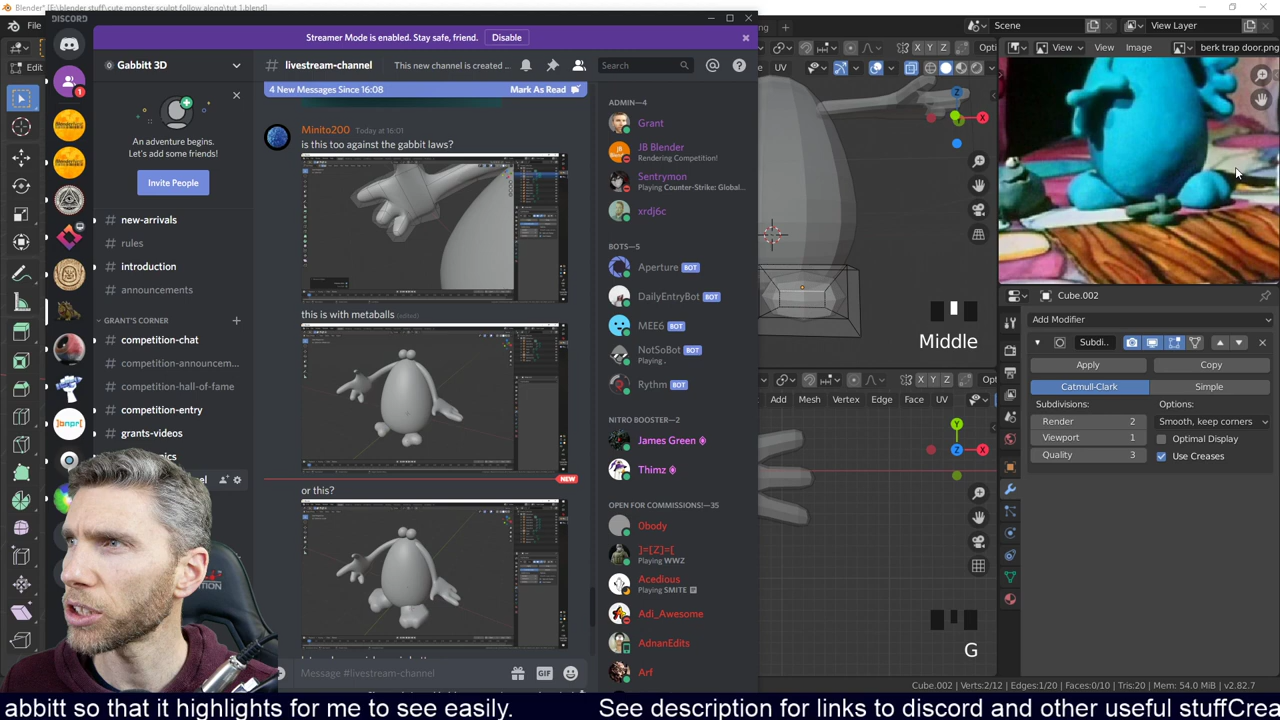 Blender* [E:\blender stuff\cute monster sculpt follow along\tut 1.blend]
DISCORD
File
Scene
View Layer
Streamer Mode is enabled. Stay safe, friend.
Disable
Gabbitt 3D
# livestream-channel
This new channel is created ...
Search
4 New Messages Since 16:08
Mark As Read
An adventure begins.
Let's add some friends!
Invite People
# new-arrivals
# rules
# introduction
# announcements
GRANT'S CORNER
# competition-chat
# competition-announcem...
# competition-hall-of-fame
# competition-entry
# grants-videos
Minito200 Today at 16:01
is this too against the gabbit laws?
this is with metaballs (edited)
NEW
or this?
Message #livestream-channel
GIF
ADMIN—4
Grant
JB Blender
Rendering Competition!
Sentrymon
Playing Counter-Strike: Global...
xrdj6c
BOTS—5
Aperture BOT
DailyEntryBot BOT
MEE6 BOT
NotSoBot BOT
Playing .
Rythm BOT
NITRO BOOSTER—2
James Green
Thimz
OPEN FOR COMMISSIONS!—35
0body
]=[Z]=[
Playing WWZ
Acedious
Playing SMITE
Adi_Awesome
AdnanEdits
Arf
X Y Z
Opti
UV
Middle
X Y Z
Opti
Add Mesh Vertex Edge Face UV
G
View View Image
berk trap door.png
Cube.002
Add Modifier
Subdi..
Apply
Copy
Catmull-Clark
Simple
Subdivisions:
Options:
Render 2
Smooth, keep corners
Viewport 1
Optimal Display
Quality 3
Use Creases
Cube.002 | Verts:2/12 | Edges:1/20 | Faces:0/10 | Tris:20 | Mem: 54.0 MiB | v2.82.7
abbitt so that it highlights for me to see easily.
See description for links to discord and other useful stuffCrea